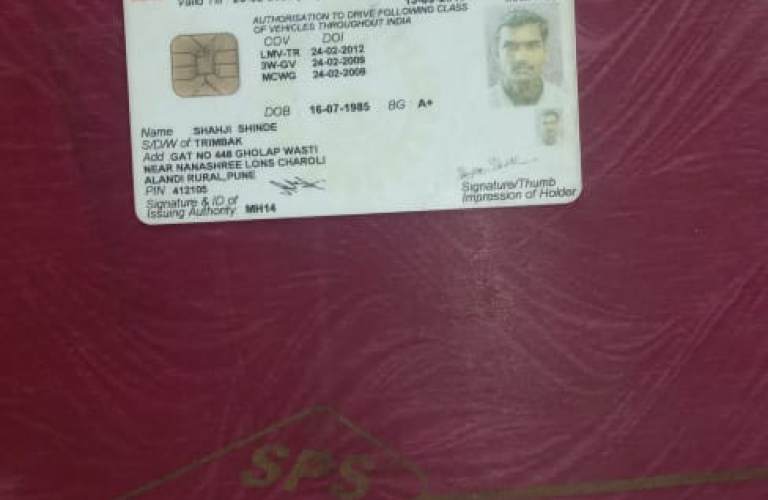 Valid Till
AUTHORISATION TO DRIVE FOLLOWING CLASS
OF VEHICLES THROUGHOUT INDIA
COV DOI
LMV-TR 24-02-2012
3W-GV 24-02-2009
MCWG 24-02-2009
DOB 16-07-1985 BG A+
Name SHAHJI SHINDE
S/D/W of TRIMBAK
Add GAT NO 448 GHOLAP WASTI
NEAR NANASHREE LONS CHAROLI
ALANDI RURAL,PUNE
PIN 412105
Signature & ID of
Issuing Authority MH14
Signature/Thumb
Impression of Holder
SPS